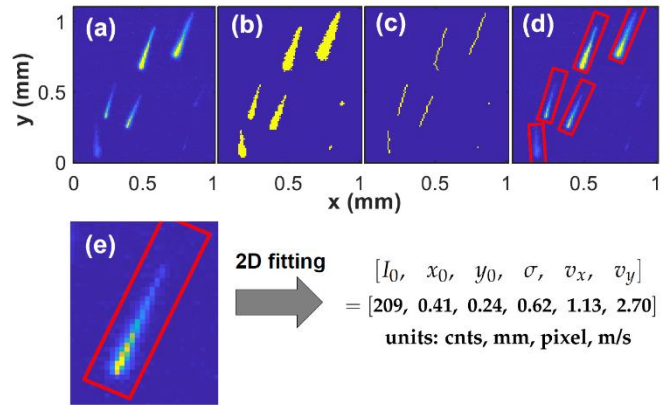 (a) (b) (c) (d)
y (mm)
1
0.5
0
0 0.5 1 0.5 1 0.5 1 0.5 1
x (mm)
(e)
2D fitting
[I₀, x₀, y₀, σ, vₓ, v_y]
= [209, 0.41, 0.24, 0.62, 1.13, 2.70]
units: cnts, mm, pixel, m/s